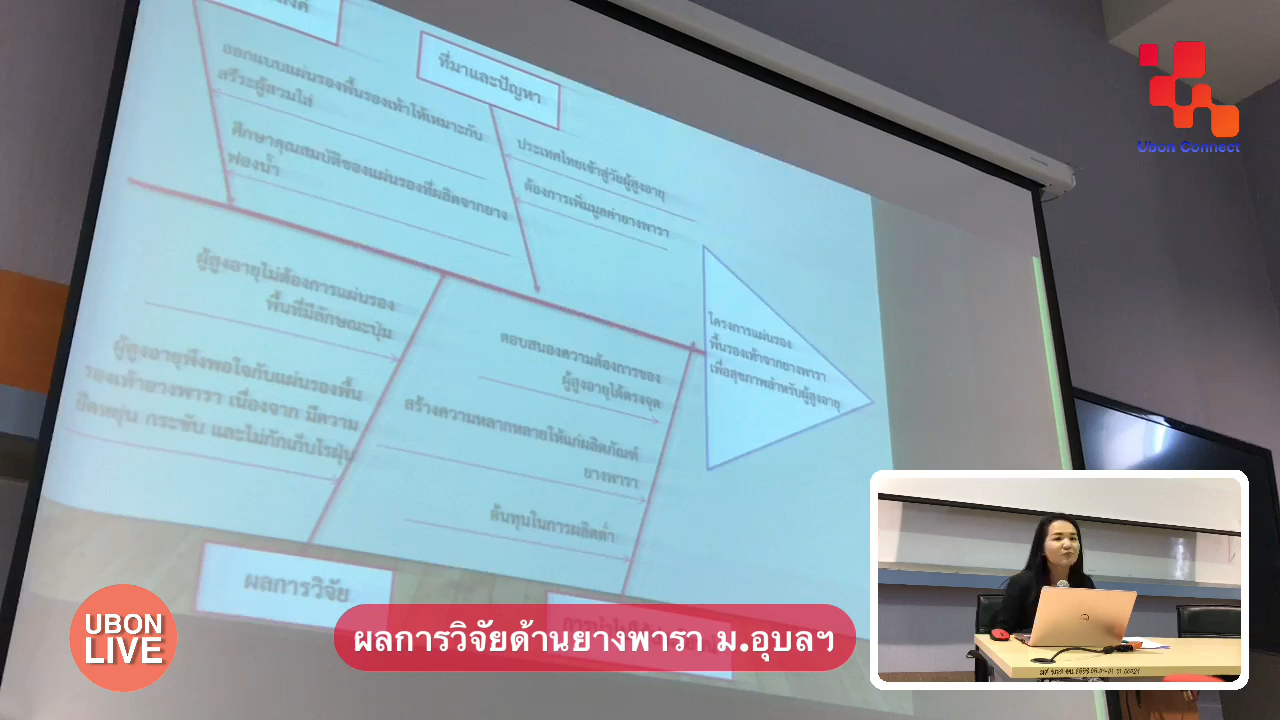 ที่มาและปัญหา
ออกแบบแผ่นรองพื้นรองเท้าให้เหมาะกับ
สรีระผู้สวมใส่
ศึกษาคุณสมบัติของแผ่นรองที่ผลิตจากยาง
ฟองน้ำ
ประเทศไทยเข้าสู่วัยผู้สูงอายุ
ต้องการเพิ่มมูลค่ายางพารา
ผู้สูงอายุไม่ต้องการแผ่นรอง
พื้นที่มีลักษณะปุ่ม
ผู้สูงอายุพึงพอใจกับแผ่นรองพื้น
รองเท้ายางพารา เนื่องจาก มีความ
ยืดหยุ่น กระชับ และไม่กักเก็บไรฝุ่น
ตอบสนองความต้องการของ
ผู้สูงอายุได้ตรงจุด
สร้างความหลากหลายให้แก่ผลิตภัณฑ์
ยางพารา
ต้นทุนในการผลิตต่ำ
โครงการแผ่นรอง
พื้นรองเท้าจากยางพารา
เพื่อสุขภาพสำหรับผู้สูงอายุ
ผลการวิจัย
Ubon Connect
UBON
LIVE
ผลการวิจัยด้านยางพารา ม.อุบลฯ